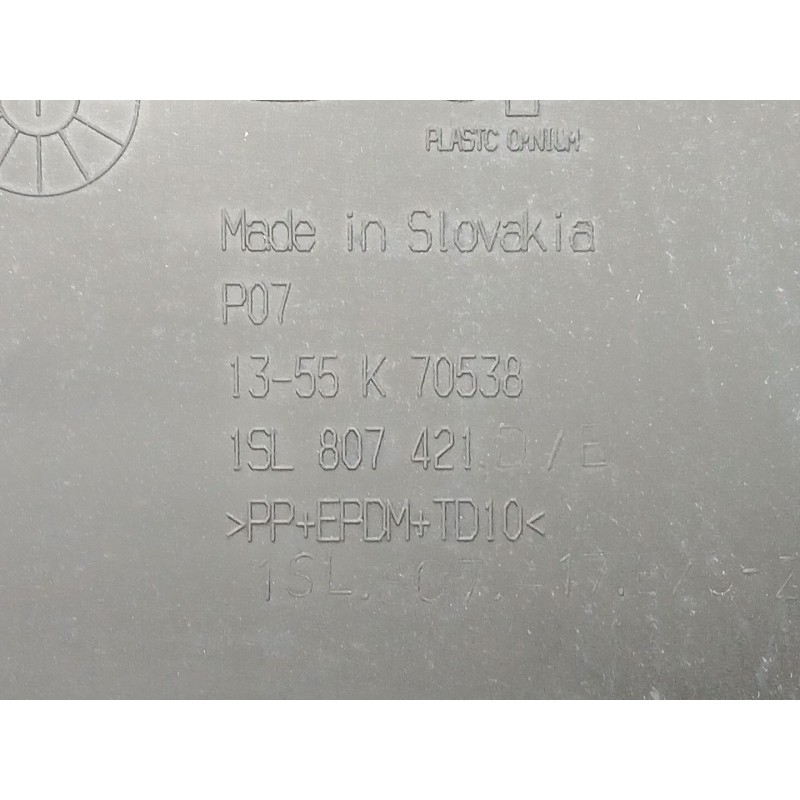 PLASTC OMNIUM
Made in Slovakia
P07
13-55 K 70538
1SL 807 421 D/E
>PP+EPDM+TD10<